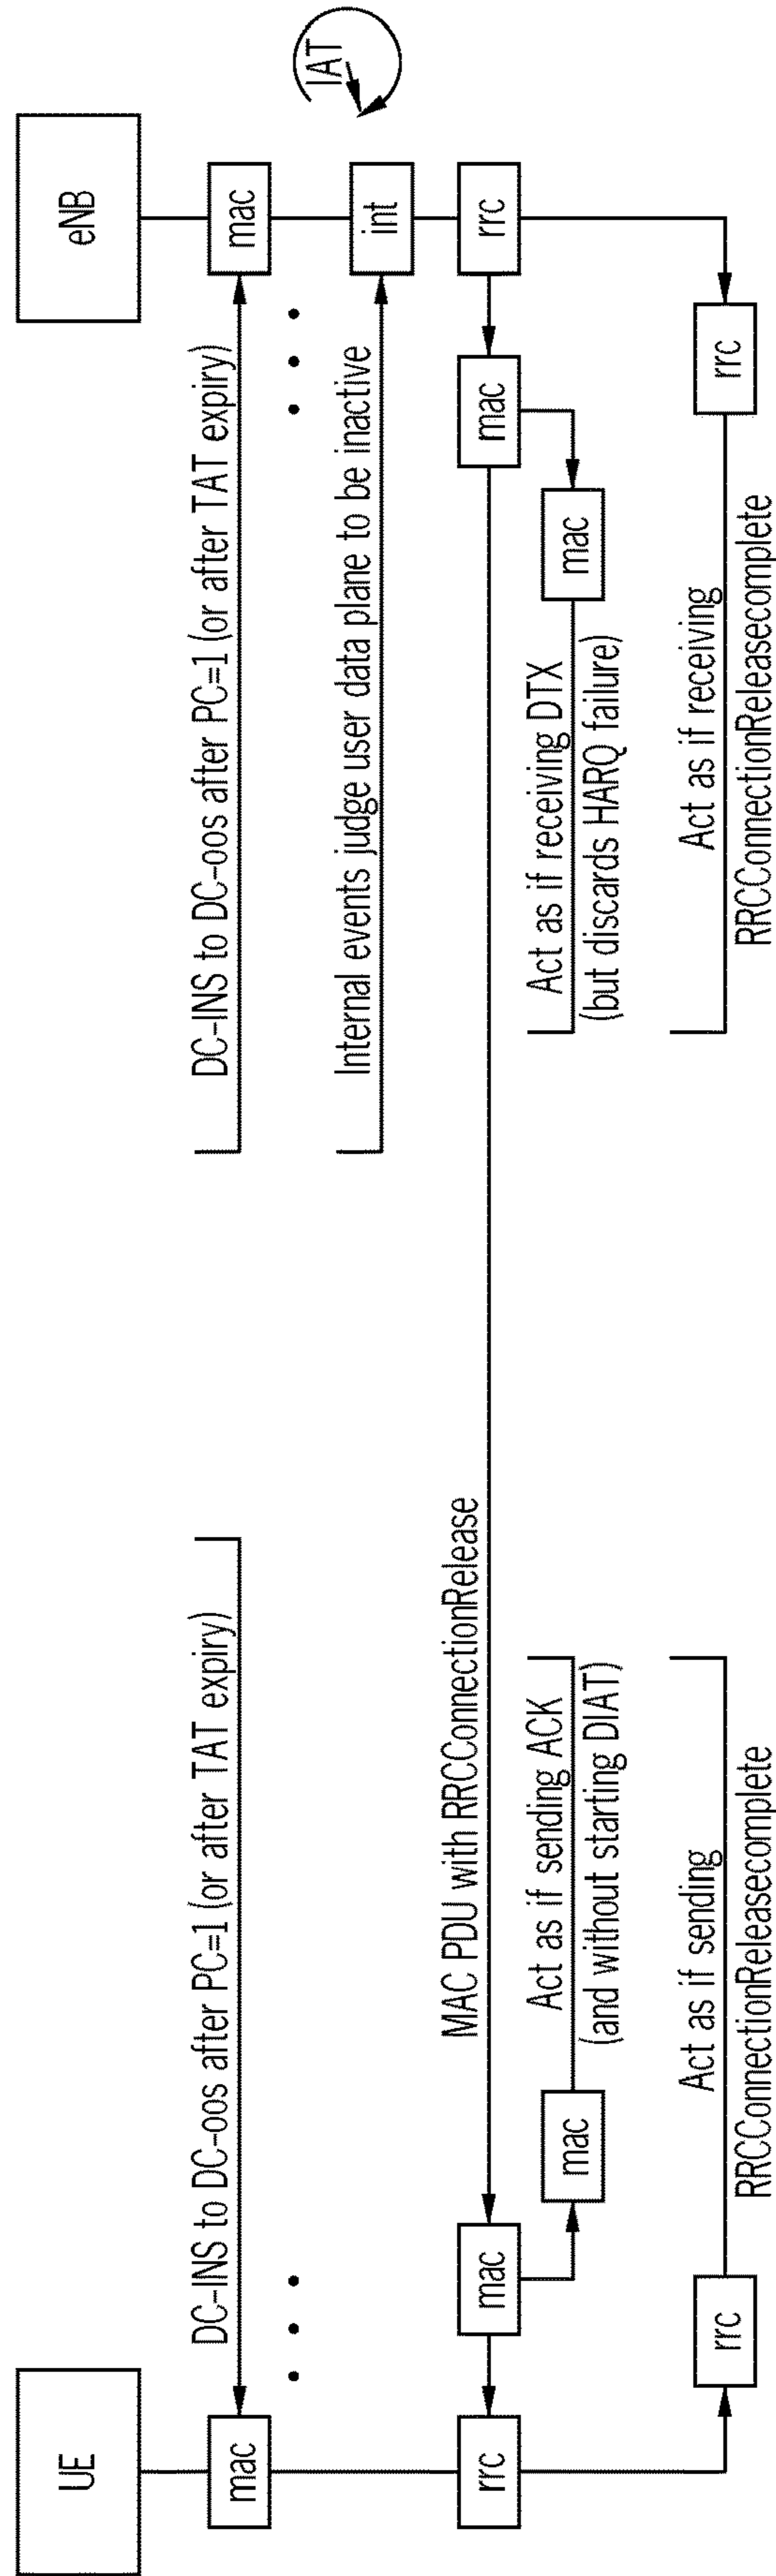 UE
eNB
DC-INS to DC-oos after PC=1 (or after TAT expiry)
DC-INS to DC-oos after PC=1 (or after TAT expiry)
mac
mac
IAT
Internal events judge user data plane to be inactive
int
MAC PDU with RRCConnectionRelease
rrc
mac
mac
rrc
Act as if sending ACK
(and without starting DIAT)
mac
Act as if receiving DTX
(but discards HARQ failure)
mac
Act as if sending
RRCConnectionReleasecomplete
rrc
Act as if receiving
RRCConnectionReleasecomplete
rrc